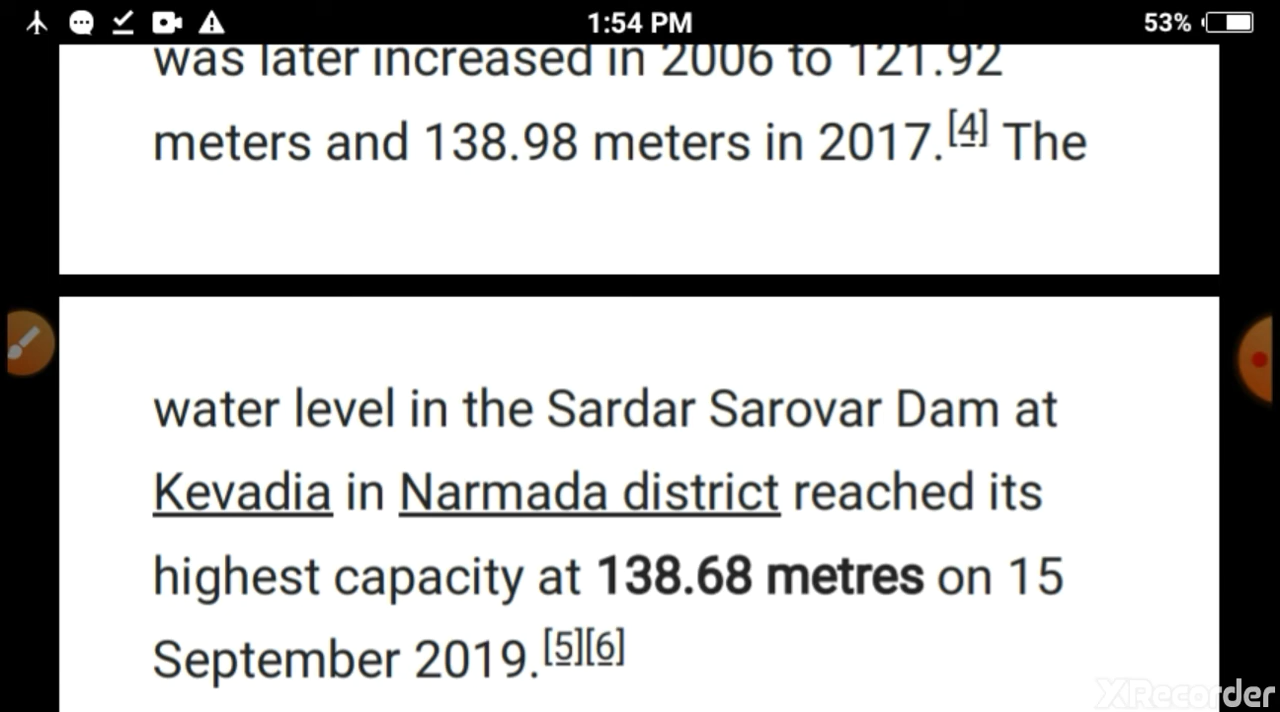 1:54 PM
53%
was later increased in 2006 to 121.92
meters and 138.98 meters in 2017.[4] The
water level in the Sardar Sarovar Dam at
Kevadia in Narmada district reached its
highest capacity at 138.68 metres on 15
September 2019.[5][6]
XRecorder